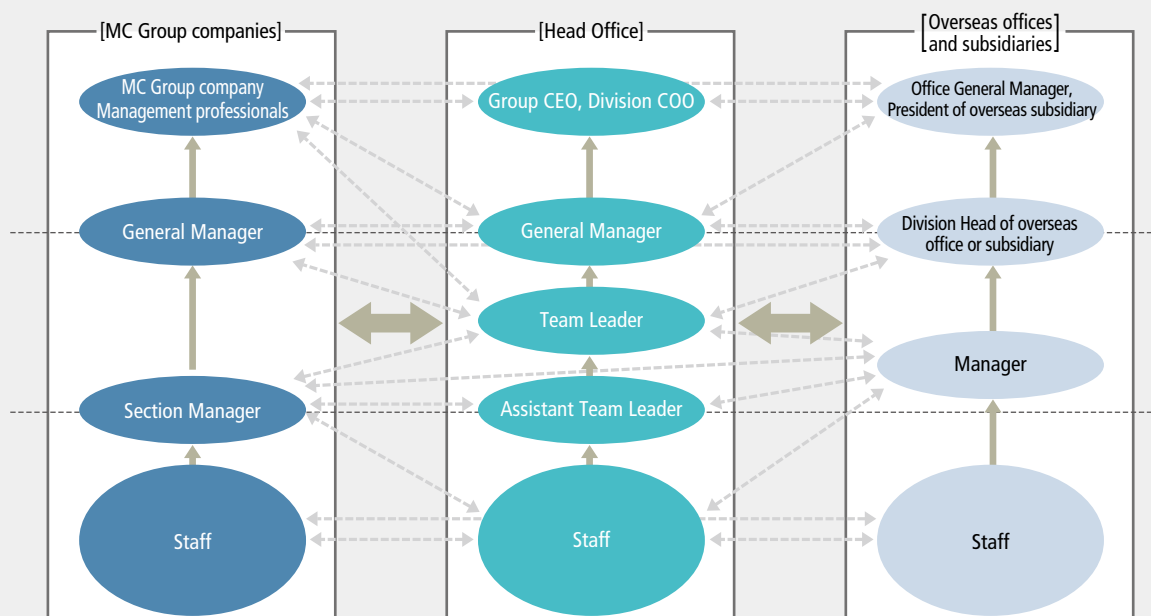 [MC Group companies]
MC Group company
Management professionals
General Manager
Section Manager
Staff
[Head Office]
Group CEO, Division COO
General Manager
Team Leader
Assistant Team Leader
Staff
[Overseas offices
and subsidiaries]
Office General Manager,
President of overseas subsidiary
Division Head of overseas
office or subsidiary
Manager
Staff